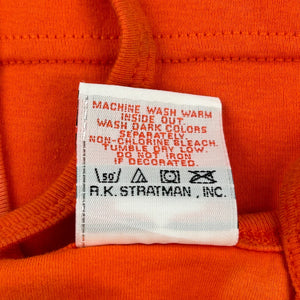 MACHINE WASH WARM
INSIDE OUT.
WASH DARK COLORS
SEPARATELY.
NON-CHLORINE BLEACH.
TUMBLE DRY LOW.
DO NOT IRON
IF DECORATED.
50°
R.K. STRATMAN, INC.